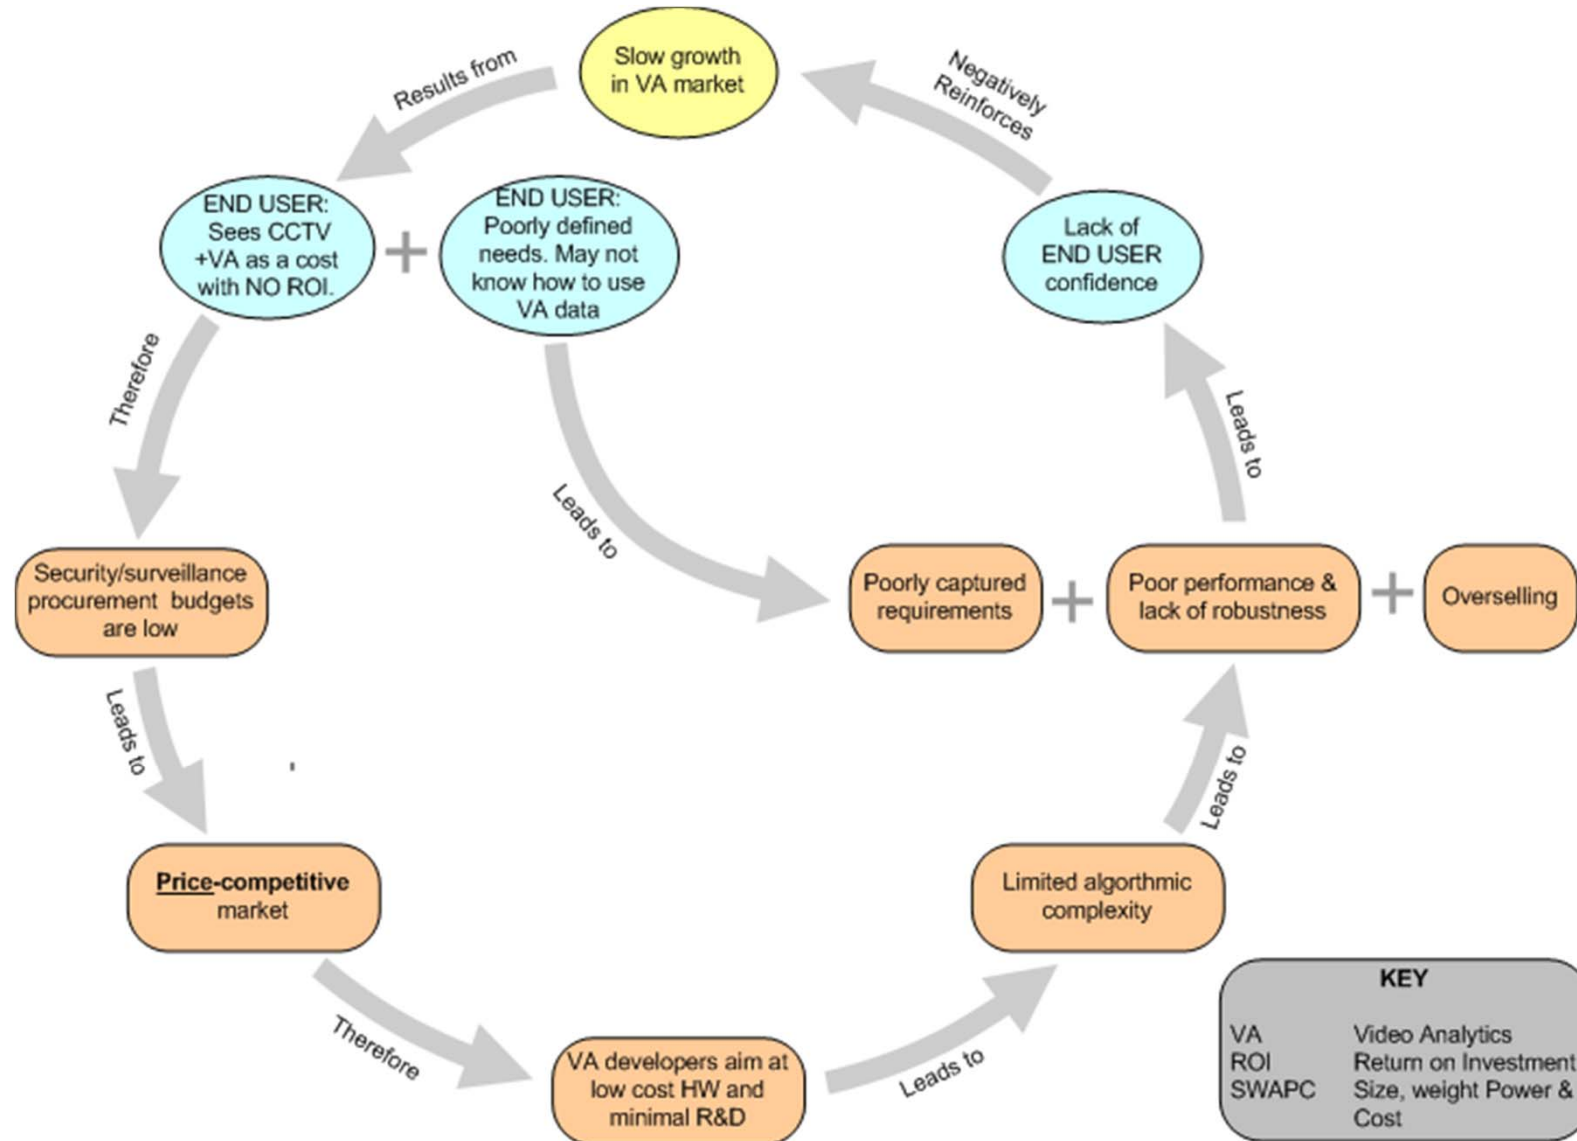 Slow growth
in VA market
Results from
Negatively
Reinforces
END USER:
Sees CCTV
+VA as a cost
with NO ROI.
+
END USER:
Poorly defined
needs. May not
know how to use
VA data
Lack of
END USER
confidence
Therefore
Leads to
Leads to
Security/surveillance
procurement budgets
are low
Poorly captured
requirements
+
Poor performance &
lack of robustness
+
Overselling
Leads to
Leads to
Price-competitive
market
Limited algorthmic
complexity
Therefore
VA developers aim at
low cost HW and
minimal R&D
Leads to
KEY
VA Video Analytics
ROI Return on Investment
SWAPC Size, weight Power &
Cost